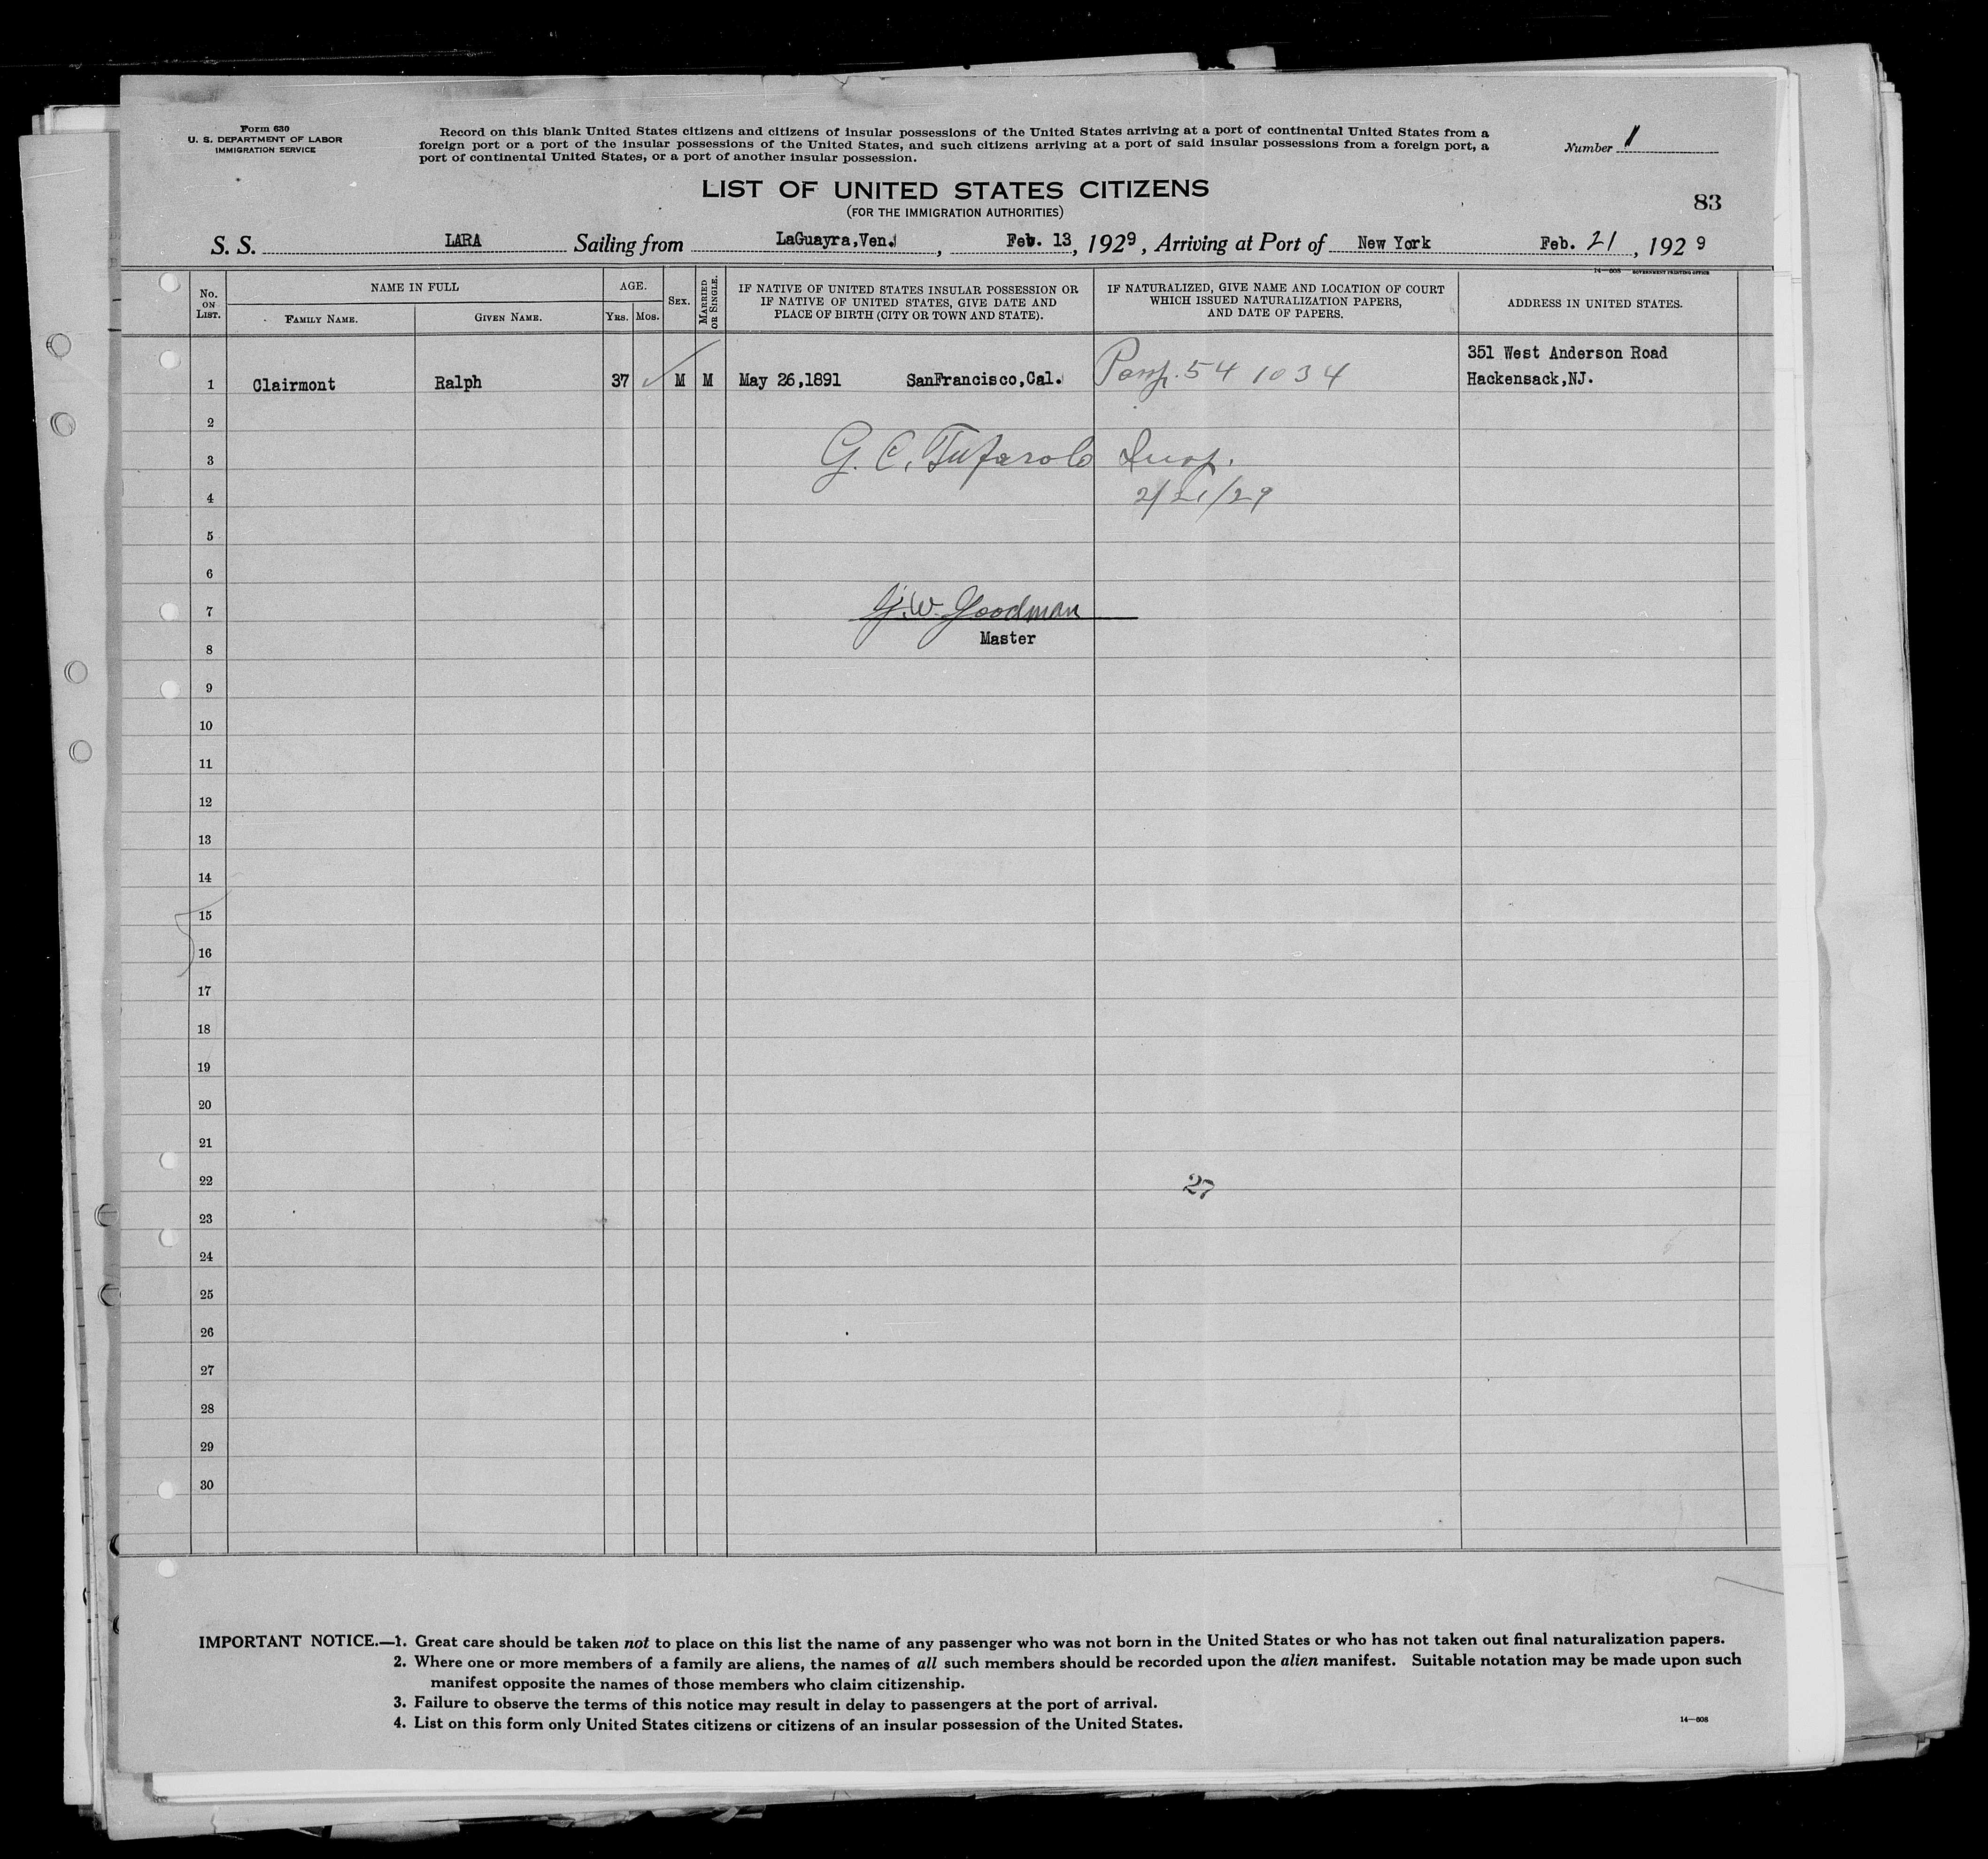 Form 630
U. S. DEPARTMENT OF LABOR
IMMIGRATION SERVICE
Record on this blank United States citizens and citizens of insular possessions of the United States arriving at a port of continental United States from a
foreign port or a port of the insular possessions of the United States, and such citizens arriving at a port of said insular possessions from a foreign port, a
port of continental United States, or a port of another insular possession.
Number 1
LIST OF UNITED STATES CITIZENS
(FOR THE IMMIGRATION AUTHORITIES)
83
S. S. LARA Sailing from LaGuayra, Ven., Feb. 13, 1929, Arriving at Port of New York Feb. 21, 1929
14—608 GOVERNMENT PRINTING OFFICE
No. ON LIST.
NAME IN FULL
FAMILY NAME.
GIVEN NAME.
AGE.
YRS.
MOS.
SEX.
MARRIED OR SINGLE.
IF NATIVE OF UNITED STATES INSULAR POSSESSION OR
IF NATIVE OF UNITED STATES, GIVE DATE AND
PLACE OF BIRTH (CITY OR TOWN AND STATE).
IF NATURALIZED, GIVE NAME AND LOCATION OF COURT
WHICH ISSUED NATURALIZATION PAPERS,
AND DATE OF PAPERS.
ADDRESS IN UNITED STATES.
351 West Anderson Road
1 Clairmont Ralph 37 M M May 26,1891 SanFrancisco,Cal. Passp. 541034 Hackensack,NJ.
2
3 G. C. Tufarolo Insp.
4 2/21/29
5
6
7 J. W. Goodman
8 Master
9
10
11
12
13
14
15
16
17
18
19
20
21
22 27
23
24
25
26
27
28
29
30
IMPORTANT NOTICE.—1. Great care should be taken not to place on this list the name of any passenger who was not born in the United States or who has not taken out final naturalization papers.
2. Where one or more members of a family are aliens, the names of all such members should be recorded upon the alien manifest. Suitable notation may be made upon such
manifest opposite the names of those members who claim citizenship.
3. Failure to observe the terms of this notice may result in delay to passengers at the port of arrival.
4. List on this form only United States citizens or citizens of an insular possession of the United States.
14—608